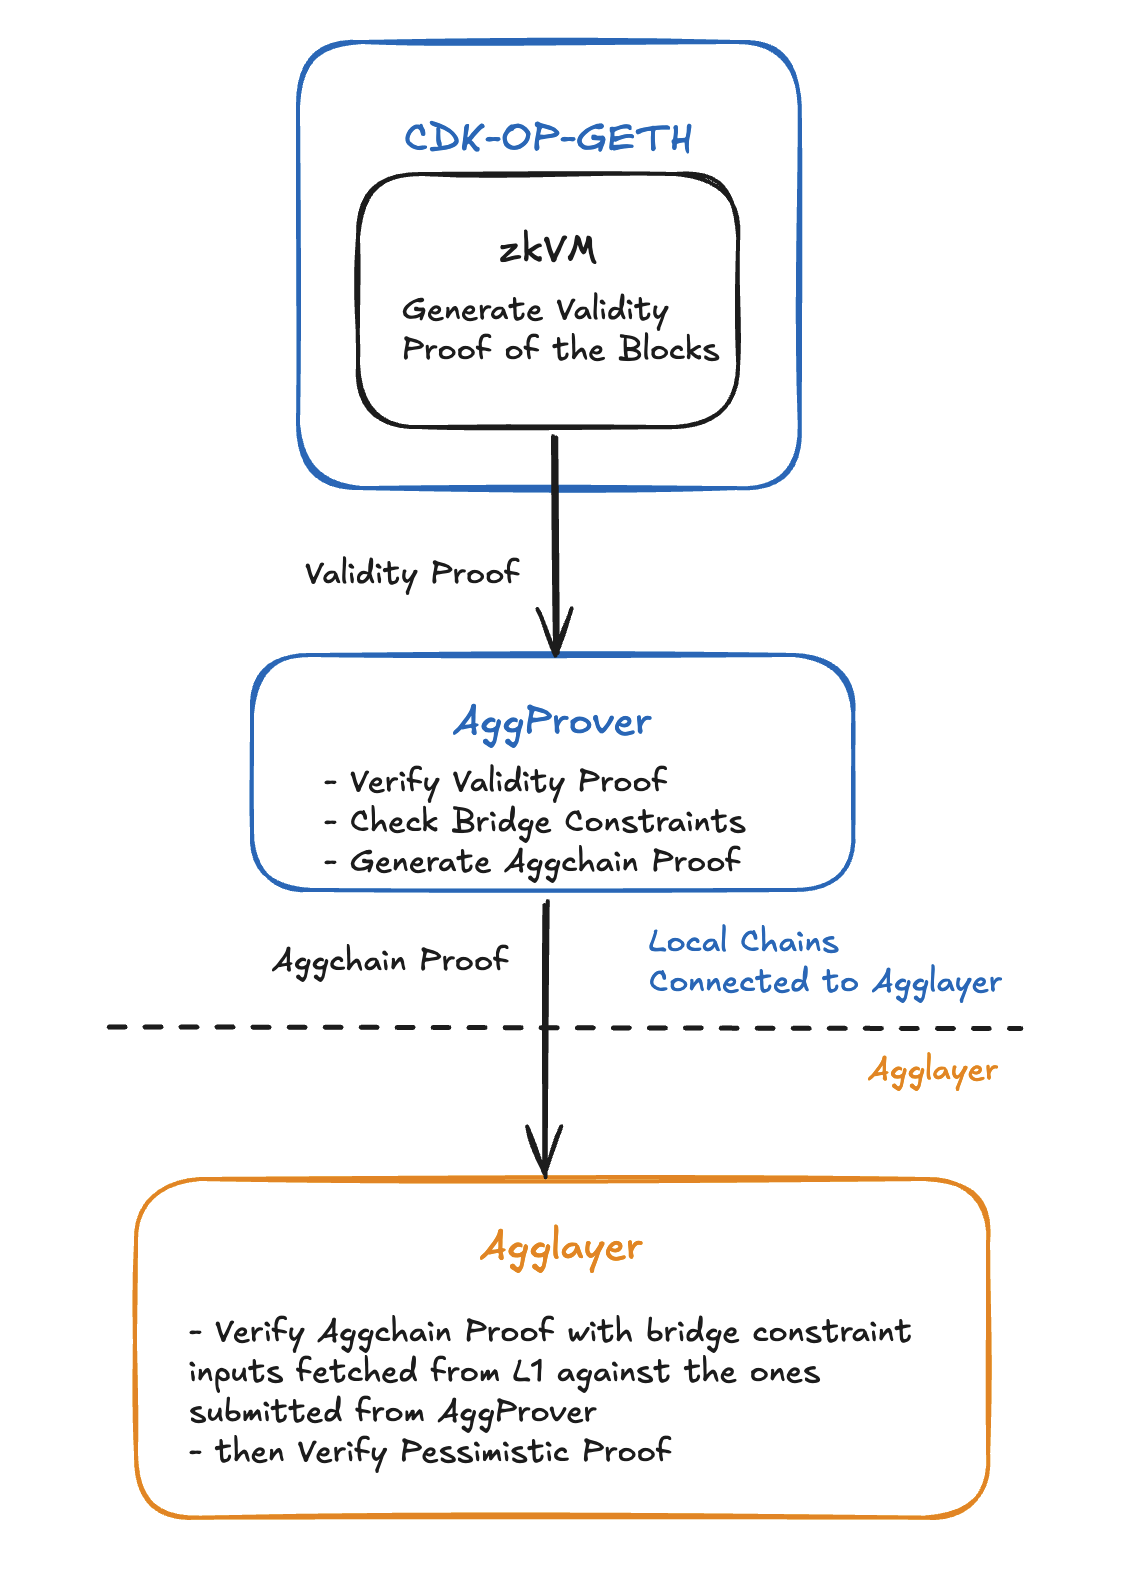 CDK-OP-GETH
zkVM
Generate Validity
Proof of the Blocks
Validity Proof
AggProver
- Verify Validity Proof
- Check Bridge Constraints
- Generate Aggchain Proof
Aggchain Proof
Local Chains
Connected to Agglayer
Agglayer
Agglayer
- Verify Aggchain Proof with bridge constraint
inputs fetched from L1 against the ones
submitted from AggProver
- then Verify Pessimistic Proof